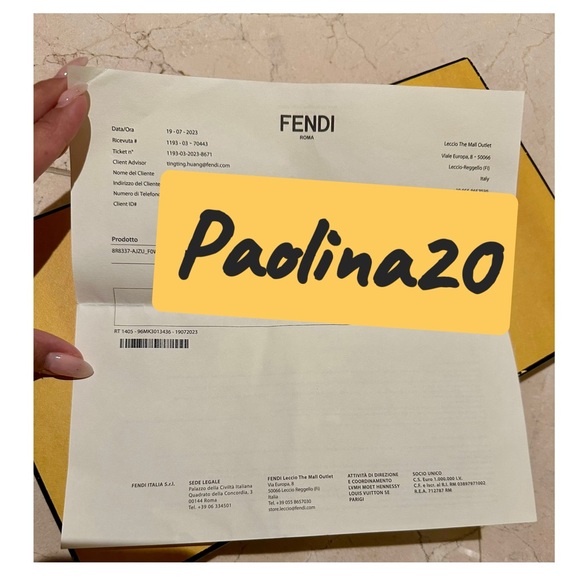 FENDI
ROMA
Data/Ora 19 - 07 - 2023
Ricevuta # 1193 - 03 - 70443
Ticket n° 1193-03-2023-8671
Client Advisor tingting.huang@fendi.com
Nome del Cliente
Indirizzo del Cliente
Numero di Telefono
Client ID#
Leccio The Mall Outlet
Viale Europa, 8 - 50066
Leccio-Reggello (FI)
Italy
Paolina20
Prodotto
RT 1405 - 96MK3013436 - 19072023
FENDI ITALIA S.r.l.
SEDE LEGALE
Palazzo della Civiltà Italiana
Quadrato della Concordia, 3
00144 Roma
Tel. +39 06 334501
FENDI Leccio The Mall Outlet
Via Europa, 8
50066 Leccio Reggello (FI)
Italia
Tel. +39 055 8657030
store.leccio@fendi.com
ATTIVITÀ DI DIREZIONE
E COORDINAMENTO
LVMH MOET HENNESSY
LOUIS VUITTON SE
PARIGI
SOCIO UNICO
C.S. Euro 1.000.000 I.V.
C.F. e iscr. al R.I. RM 03897971002
R.E.A. 712787 RM